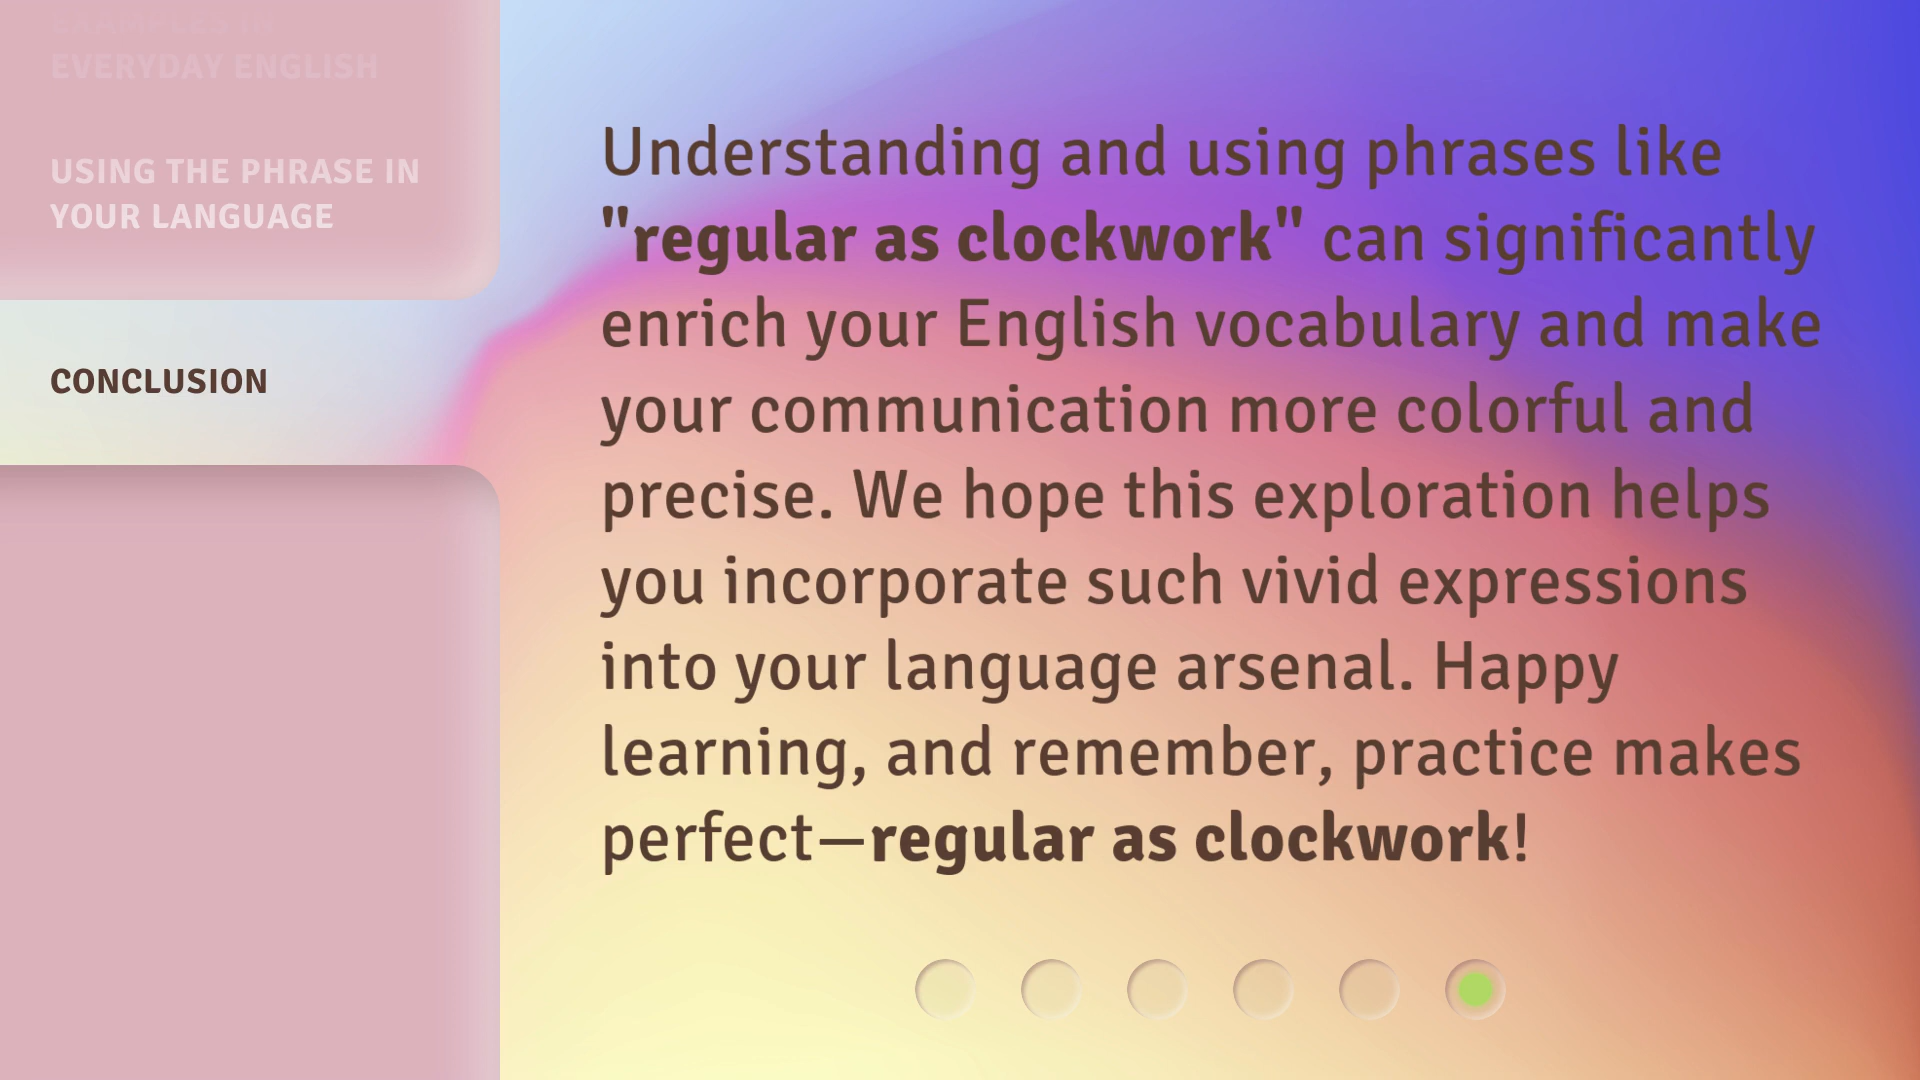 EXAMPLES IN
EVERYDAY ENGLISH
USING THE PHRASE IN
YOUR LANGUAGE
CONCLUSION
Understanding and using phrases like
"regular as clockwork" can significantly
enrich your English vocabulary and make
your communication more colorful and
precise. We hope this exploration helps
you incorporate such vivid expressions
into your language arsenal. Happy
learning, and remember, practice makes
perfect—regular as clockwork!